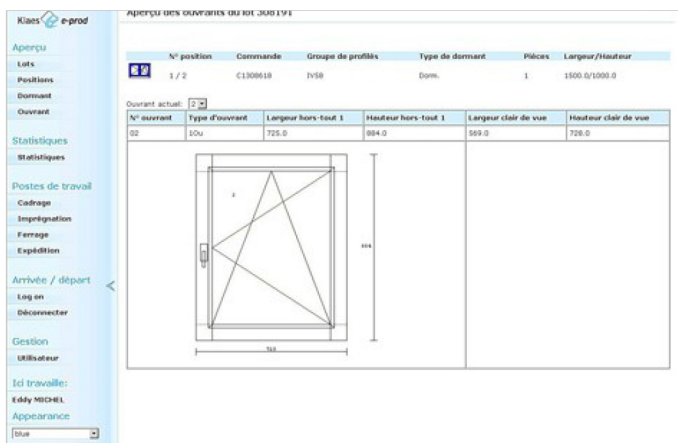 Klaes e-prod
Aperçu
Lots
Positions
Dormant
Ouvrant
Statistiques
Statistiques
Postes de travail
Cadrage
Imprégnation
Ferrage
Expédition
Arrivée / départ
Log on
Déconnecter
Gestion
Utilisateur
Ici travaille:
Eddy MICHEL
Appearance
blue
Aperçu des ouvrants du lot 308191
N° position Commande Groupe de profilés Type de dormant Pièces Largeur/Hauteur
1 / 2 C1308618 IV58 Dorm. 1 1500.0/1000.0
Ouvrant actuel: 2
N° ouvrant Type d'ouvrant Largeur hors-tout 1 Hauteur hors-tout 1 Largeur clair de vue Hauteur clair de vue
02 1Ou 725.0 884.0 569.0 728.0
2